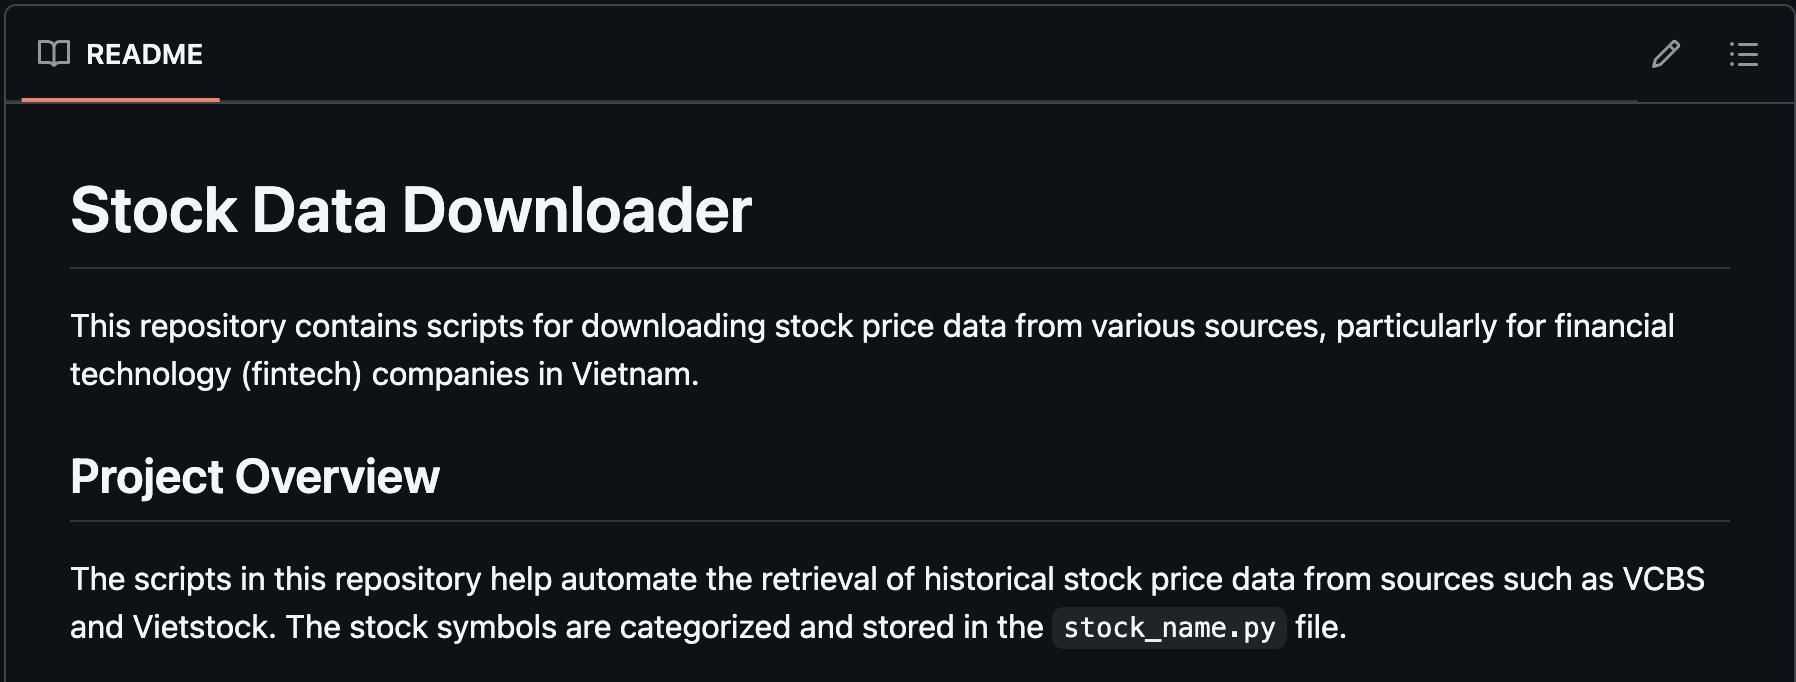 README
Stock Data Downloader
This repository contains scripts for downloading stock price data from various sources, particularly for financial
technology (fintech) companies in Vietnam.
Project Overview
The scripts in this repository help automate the retrieval of historical stock price data from sources such as VCBS
and Vietstock. The stock symbols are categorized and stored in the stock_name.py file.